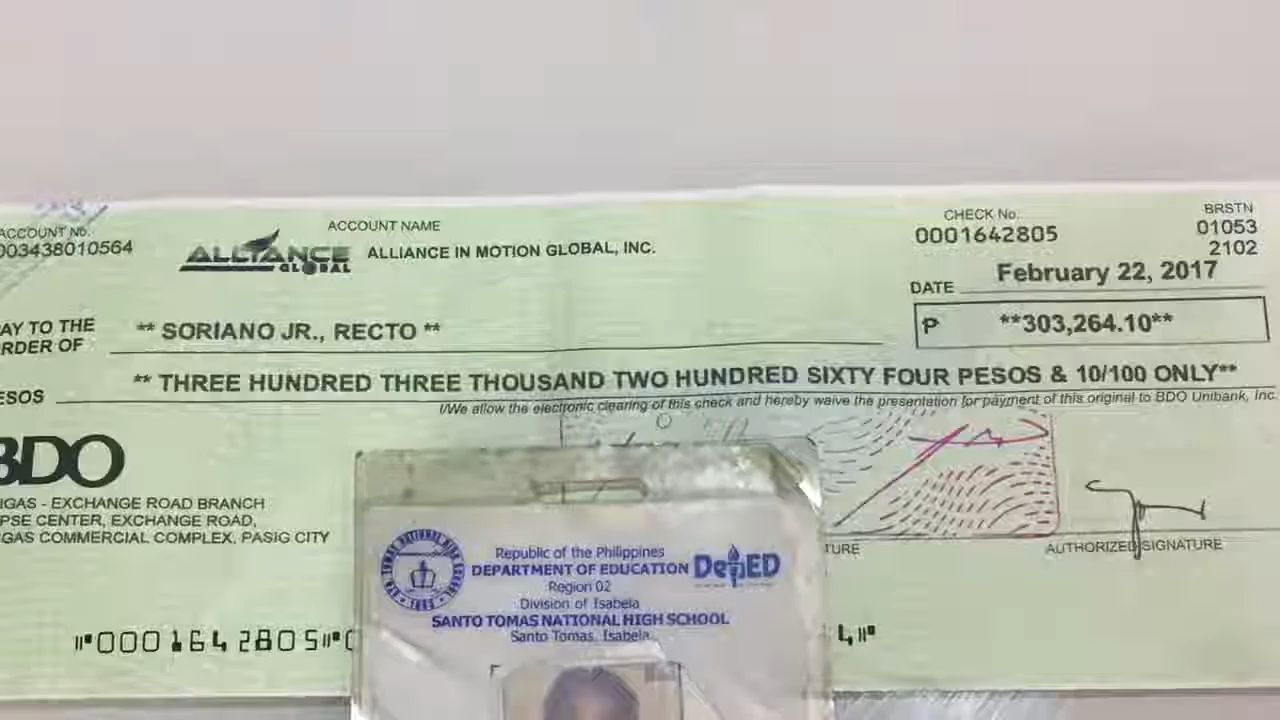 ACCOUNT No.
003438010564
ALLIANCE
GLOBAL
ACCOUNT NAME
ALLIANCE IN MOTION GLOBAL, INC.
CHECK No.
0001642805
BRSTN
01053
2102
DATE February 22, 2017
AY TO THE
RDER OF
** SORIANO JR., RECTO **
P **303,264.10**
ESOS ** THREE HUNDRED THREE THOUSAND TWO HUNDRED SIXTY FOUR PESOS & 10/100 ONLY**
I/We allow the electronic clearing of this check and hereby waive the presentation for payment of this original to BDO Unibank, Inc.
BDO
IGAS - EXCHANGE ROAD BRANCH
PSE CENTER, EXCHANGE ROAD,
GAS COMMERCIAL COMPLEX, PASIG CITY
TURE
AUTHORIZED SIGNATURE
Republic of the Philippines
DEPARTMENT OF EDUCATION
DepED
Region 02
Division of Isabela
SANTO TOMAS NATIONAL HIGH SCHOOL
Santo Tomas, Isabela
⑈0001642805⑈0
4⑈